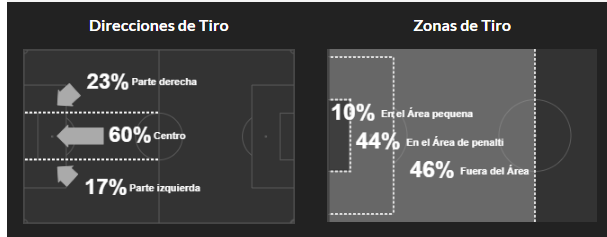 Direcciones de Tiro
23% Parte derecha
60% Centro
17% Parte izquierda
Zonas de Tiro
10% En el Área pequena
44% En el Área de penalti
46% Fuera del Área